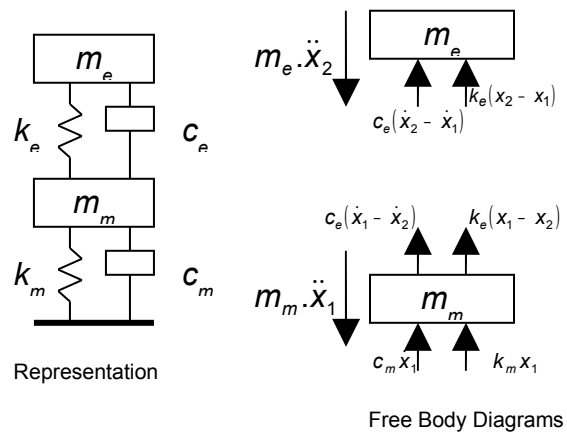 m_e
k_e
c_e
m_m
k_m
c_m
Representation
m_e.ẍ_2
m_e
c_e(ẋ_2 - ẋ_1)
k_e(x_2 - x_1)
c_e(ẋ_1 - ẋ_2)
k_e(x_1 - x_2)
m_m.ẍ_1
m_m
c_m x_1
k_m x_1
Free Body Diagrams